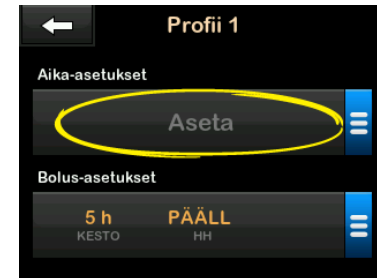 Profii 1
Aika-asetukset
Aseta
Bolus-asetukset
5 h PÄÄLL
KESTO HH